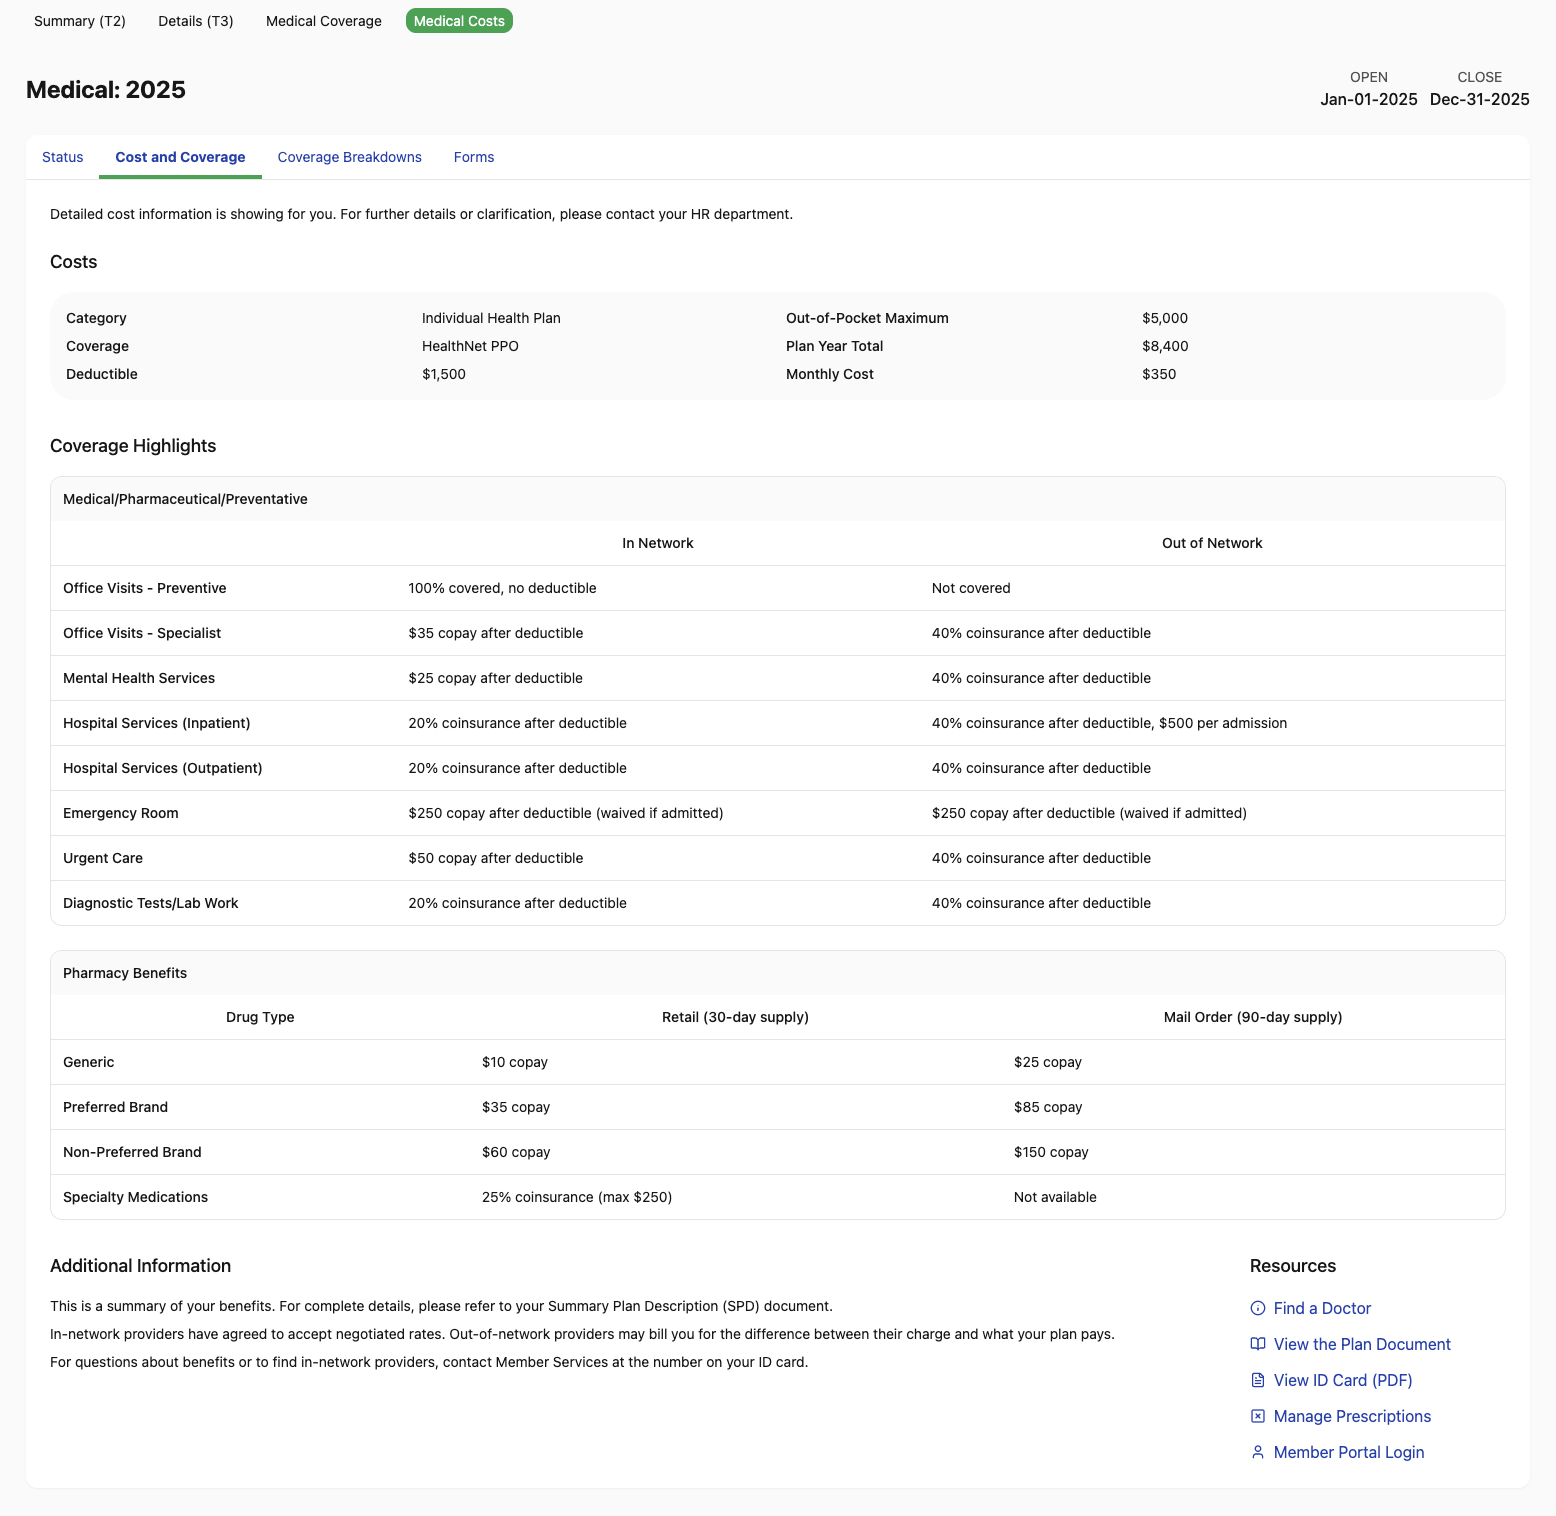 Summary (T2) Details (T3) Medical Coverage Medical Costs
Medical: 2025
OPEN CLOSE
Jan-01-2025 Dec-31-2025
Status Cost and Coverage Coverage Breakdowns Forms
Detailed cost information is showing for you. For further details or clarification, please contact your HR department.
Costs
Category Individual Health Plan Out-of-Pocket Maximum $5,000
Coverage HealthNet PPO Plan Year Total $8,400
Deductible $1,500 Monthly Cost $350
Coverage Highlights
Medical/Pharmaceutical/Preventative
In Network Out of Network
Office Visits - Preventive 100% covered, no deductible Not covered
Office Visits - Specialist $35 copay after deductible 40% coinsurance after deductible
Mental Health Services $25 copay after deductible 40% coinsurance after deductible
Hospital Services (Inpatient) 20% coinsurance after deductible 40% coinsurance after deductible, $500 per admission
Hospital Services (Outpatient) 20% coinsurance after deductible 40% coinsurance after deductible
Emergency Room $250 copay after deductible (waived if admitted) $250 copay after deductible (waived if admitted)
Urgent Care $50 copay after deductible 40% coinsurance after deductible
Diagnostic Tests/Lab Work 20% coinsurance after deductible 40% coinsurance after deductible
Pharmacy Benefits
Drug Type Retail (30-day supply) Mail Order (90-day supply)
Generic $10 copay $25 copay
Preferred Brand $35 copay $85 copay
Non-Preferred Brand $60 copay $150 copay
Specialty Medications 25% coinsurance (max $250) Not available
Additional Information
This is a summary of your benefits. For complete details, please refer to your Summary Plan Description (SPD) document.
In-network providers have agreed to accept negotiated rates. Out-of-network providers may bill you for the difference between their charge and what your plan pays.
For questions about benefits or to find in-network providers, contact Member Services at the number on your ID card.
Resources
Find a Doctor
View the Plan Document
View ID Card (PDF)
Manage Prescriptions
Member Portal Login